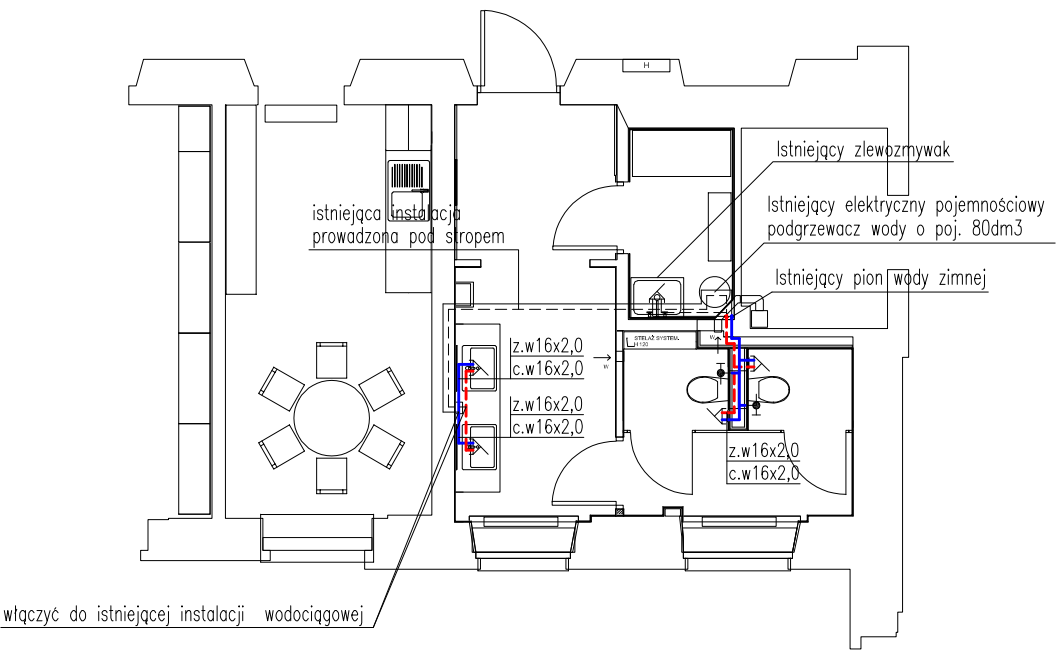 H
Istniejący zlewozmywak
Istniejący elektryczny pojemnościowy
podgrzewacz wody o poj. 80dm3
istniejąca instalacja
prowadzona pod stropem
Istniejący pion wody zimnej
STELAŻ SYSTEM.
H120
W
z.w16x2,0
c.w16x2,0
W
z.w16x2,0
c.w16x2,0
z.w16x2,0
c.w16x2,0
włączyć do istniejącej instalacji wodociągowej